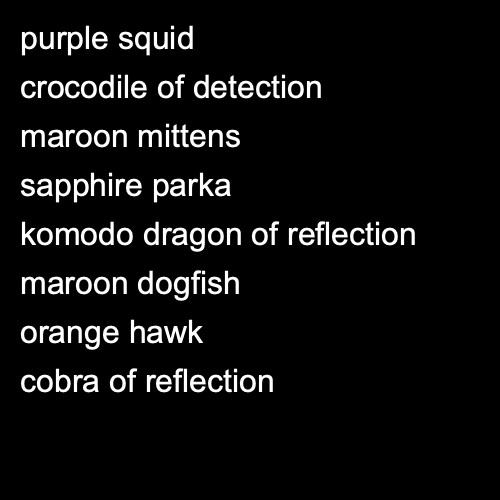 purple squid
crocodile of detection
maroon mittens
sapphire parka
komodo dragon of reflection
maroon dogfish
orange hawk
cobra of reflection